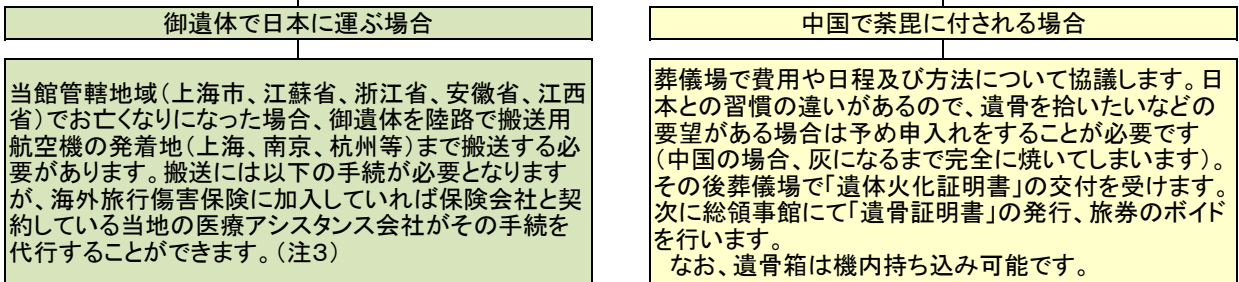 御遺体で日本に運ぶ場合
当館管轄地域（上海市、江蘇省、浙江省、安徽省、江西
省）でお亡くなりになった場合、御遺体を陸路で搬送用
航空機の発着地（上海、南京、杭州等）まで搬送する必
要があります。搬送には以下の手続が必要となります
が、海外旅行傷害保険に加入していれば保険会社と契
約している当地の医療アシスタンス会社がその手続を
代行することができます。（注３）
中国で荼毘に付される場合
葬儀場で費用や日程及び方法について協議します。日
本との習慣の違いがあるので、遺骨を拾いたいなどの
要望がある場合は予め申入れをすることが必要です
（中国の場合、灰になるまで完全に焼いてしまいます）。
その後葬儀場で「遺体火化証明書」の交付を受けます。
次に総領事館にて「遺骨証明書」の発行、旅券のボイド
を行います。
なお、遺骨箱は機内持ち込み可能です。